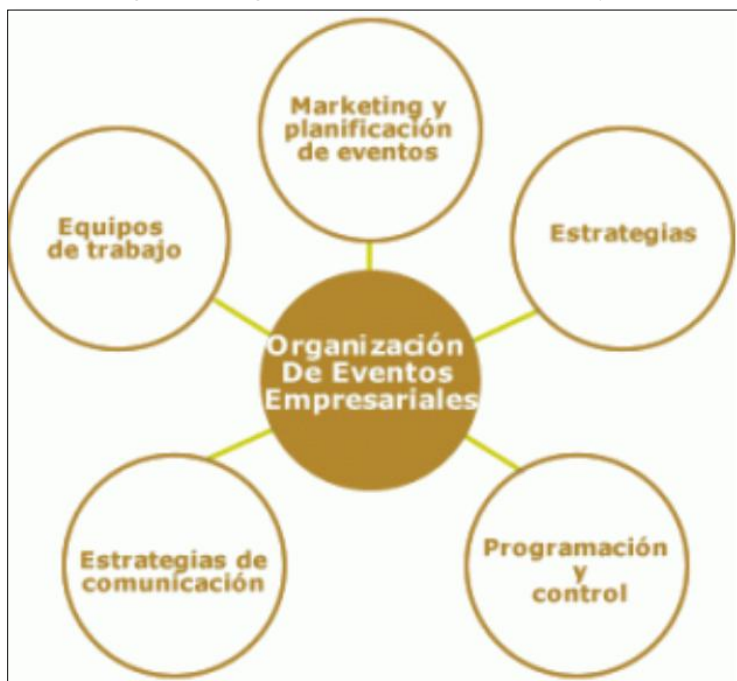 Marketing y
planificación
de eventos
Equipos
de trabajo
Estrategias
Organización
De Eventos
Empresariales
Estrategias de
comunicación
Programación
y
control